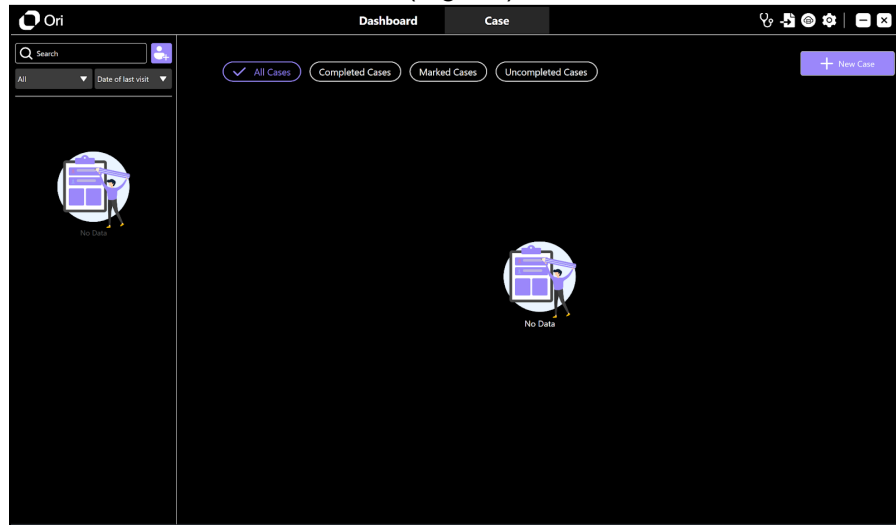 Ori
Dashboard
Case
Search
All
Date of last visit
All Cases
Completed Cases
Marked Cases
Uncompleted Cases
New Case
No Data
No Data